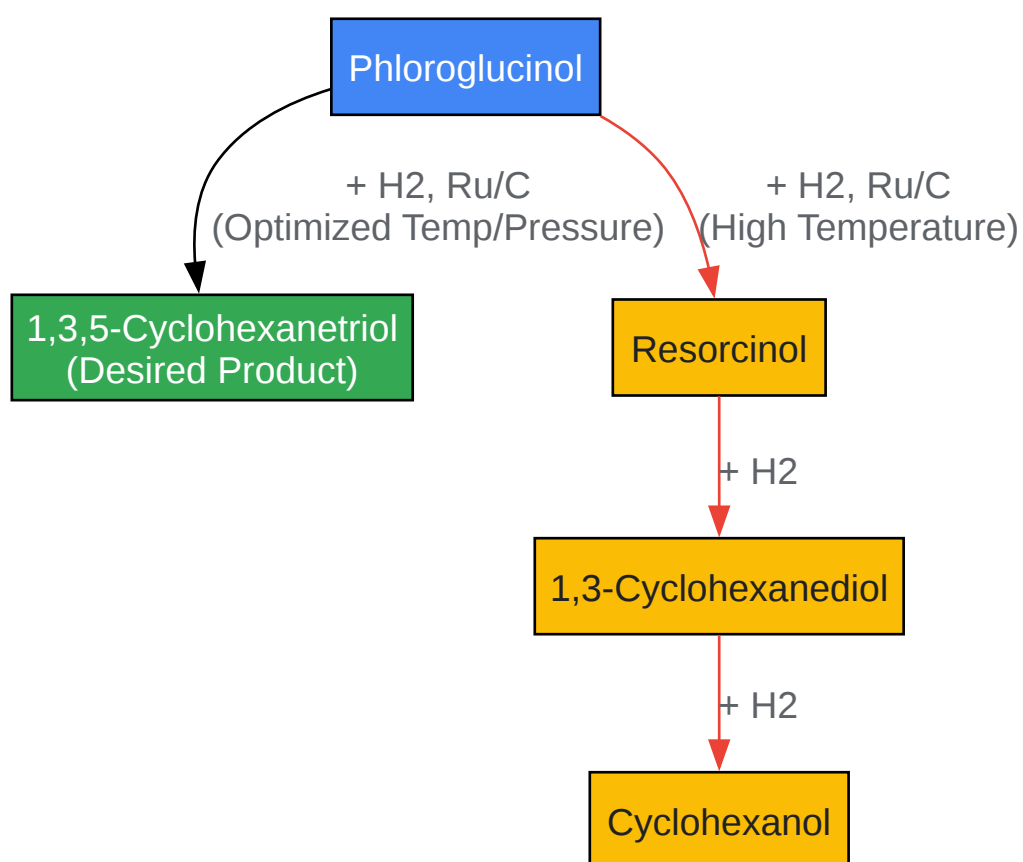 Phloroglucinol
+ H2, Ru/C
(Optimized Temp/Pressure)
+ H2, Ru/C
(High Temperature)
1,3,5-Cyclohexanetriol
(Desired Product)
Resorcinol
+ H2
1,3-Cyclohexanediol
+ H2
Cyclohexanol